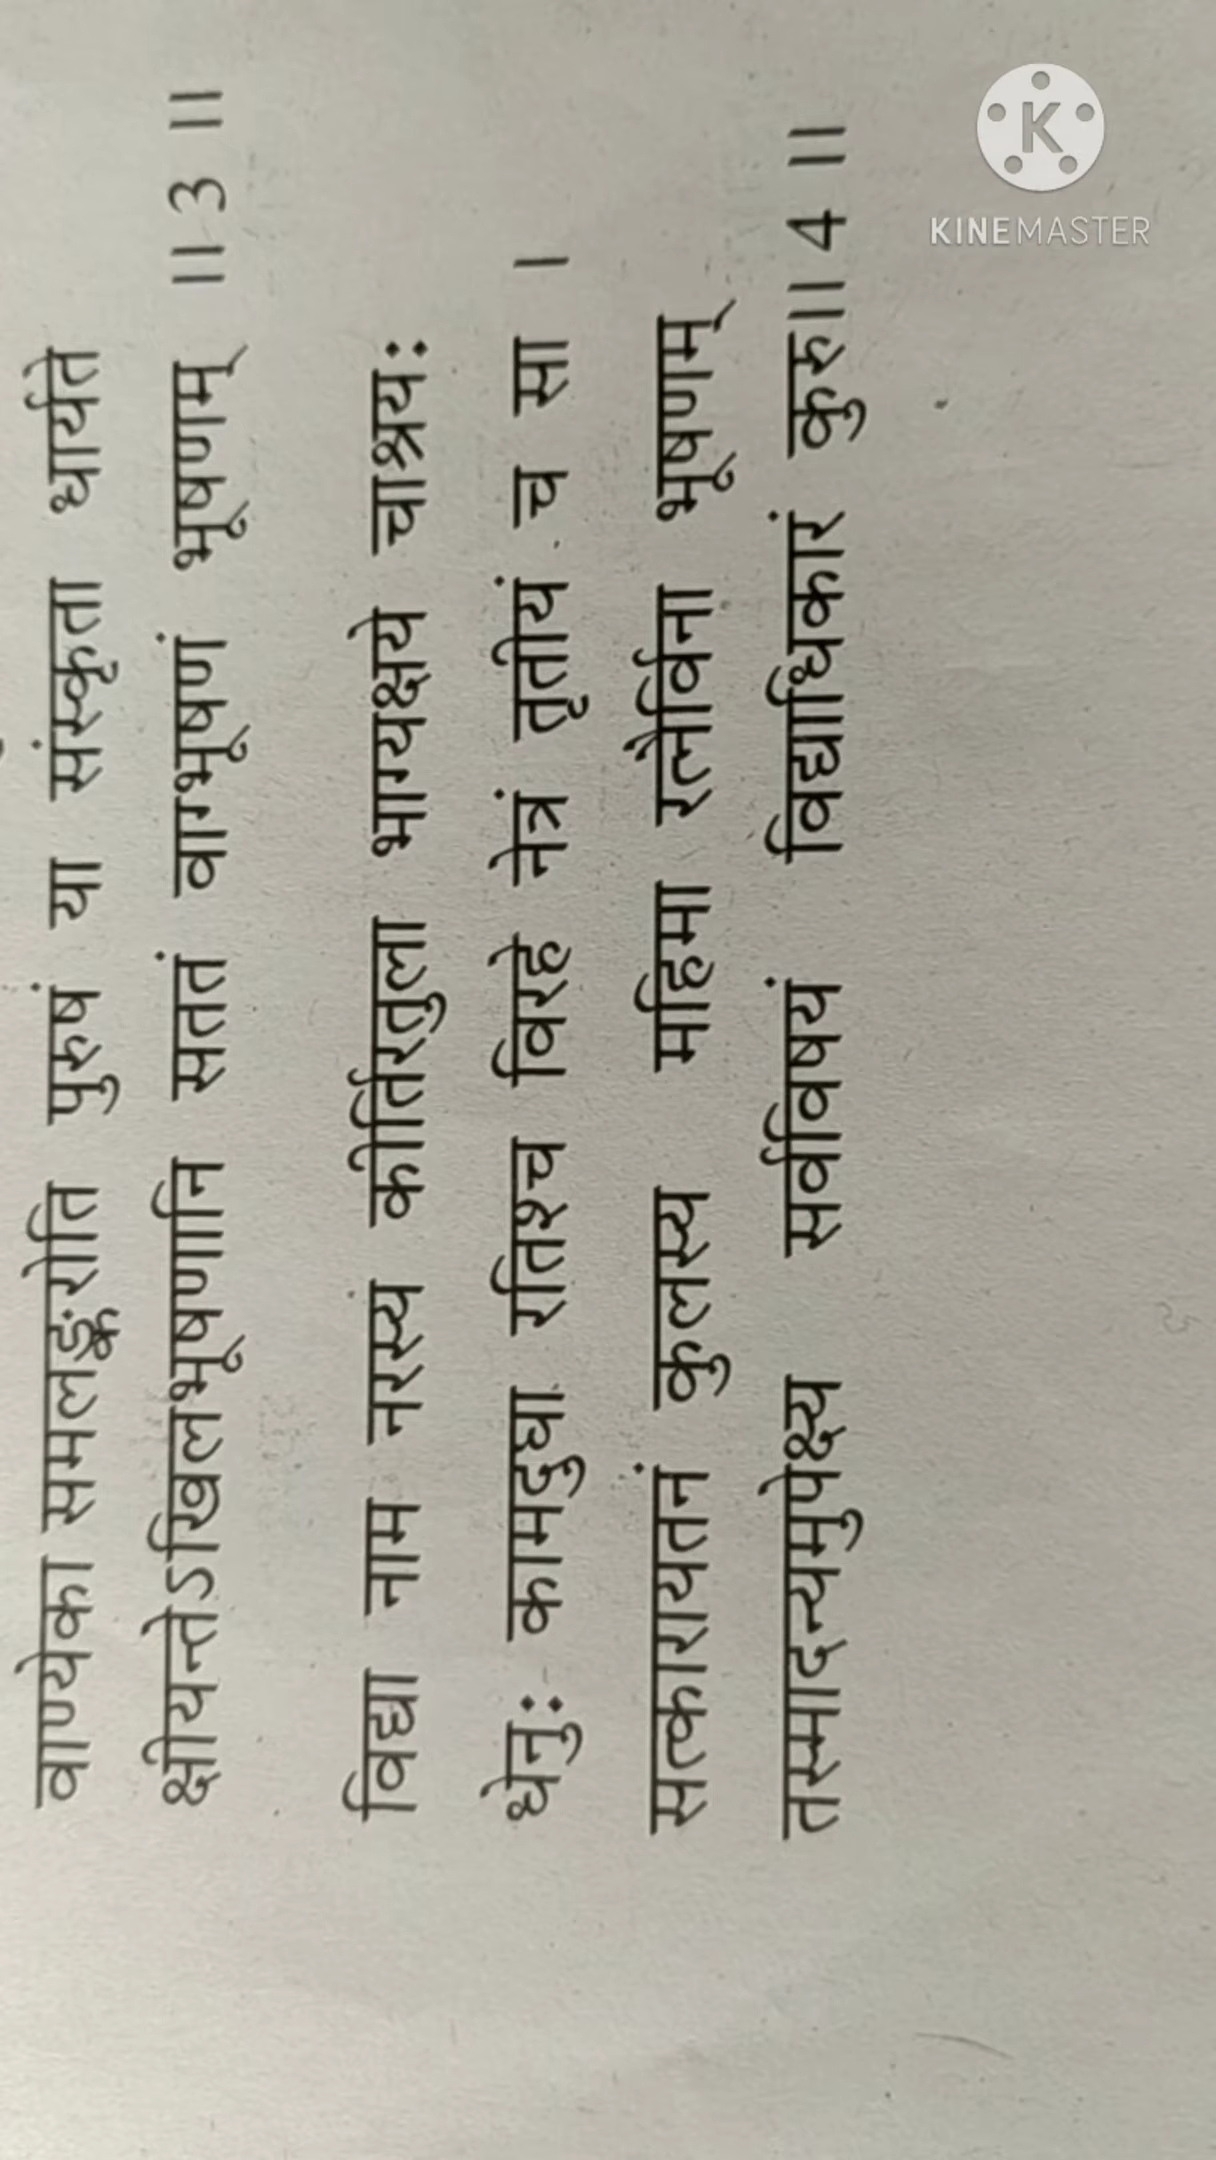 वाण्येका समलङ्करोति पुरुषं या संस्कृता धार्यते
क्षीयन्तेऽखिलभूषणानि सततं वाग्भूषणं भूषणम् ॥ 3 ॥
विद्या नाम नरस्य कीर्तिरतुला भाग्यक्षये चाश्रयः
धेनुः कामदुधा रतिश्च विरहे नेत्रं तृतीयं च सा ।
सत्कारायतनं कुलस्य महिमा रत्नैर्विना भूषणम्
तस्मादन्यमुपेक्ष्य सर्वविषयं विद्याधिकारं कुरु॥ 4 ॥
KINEMASTER